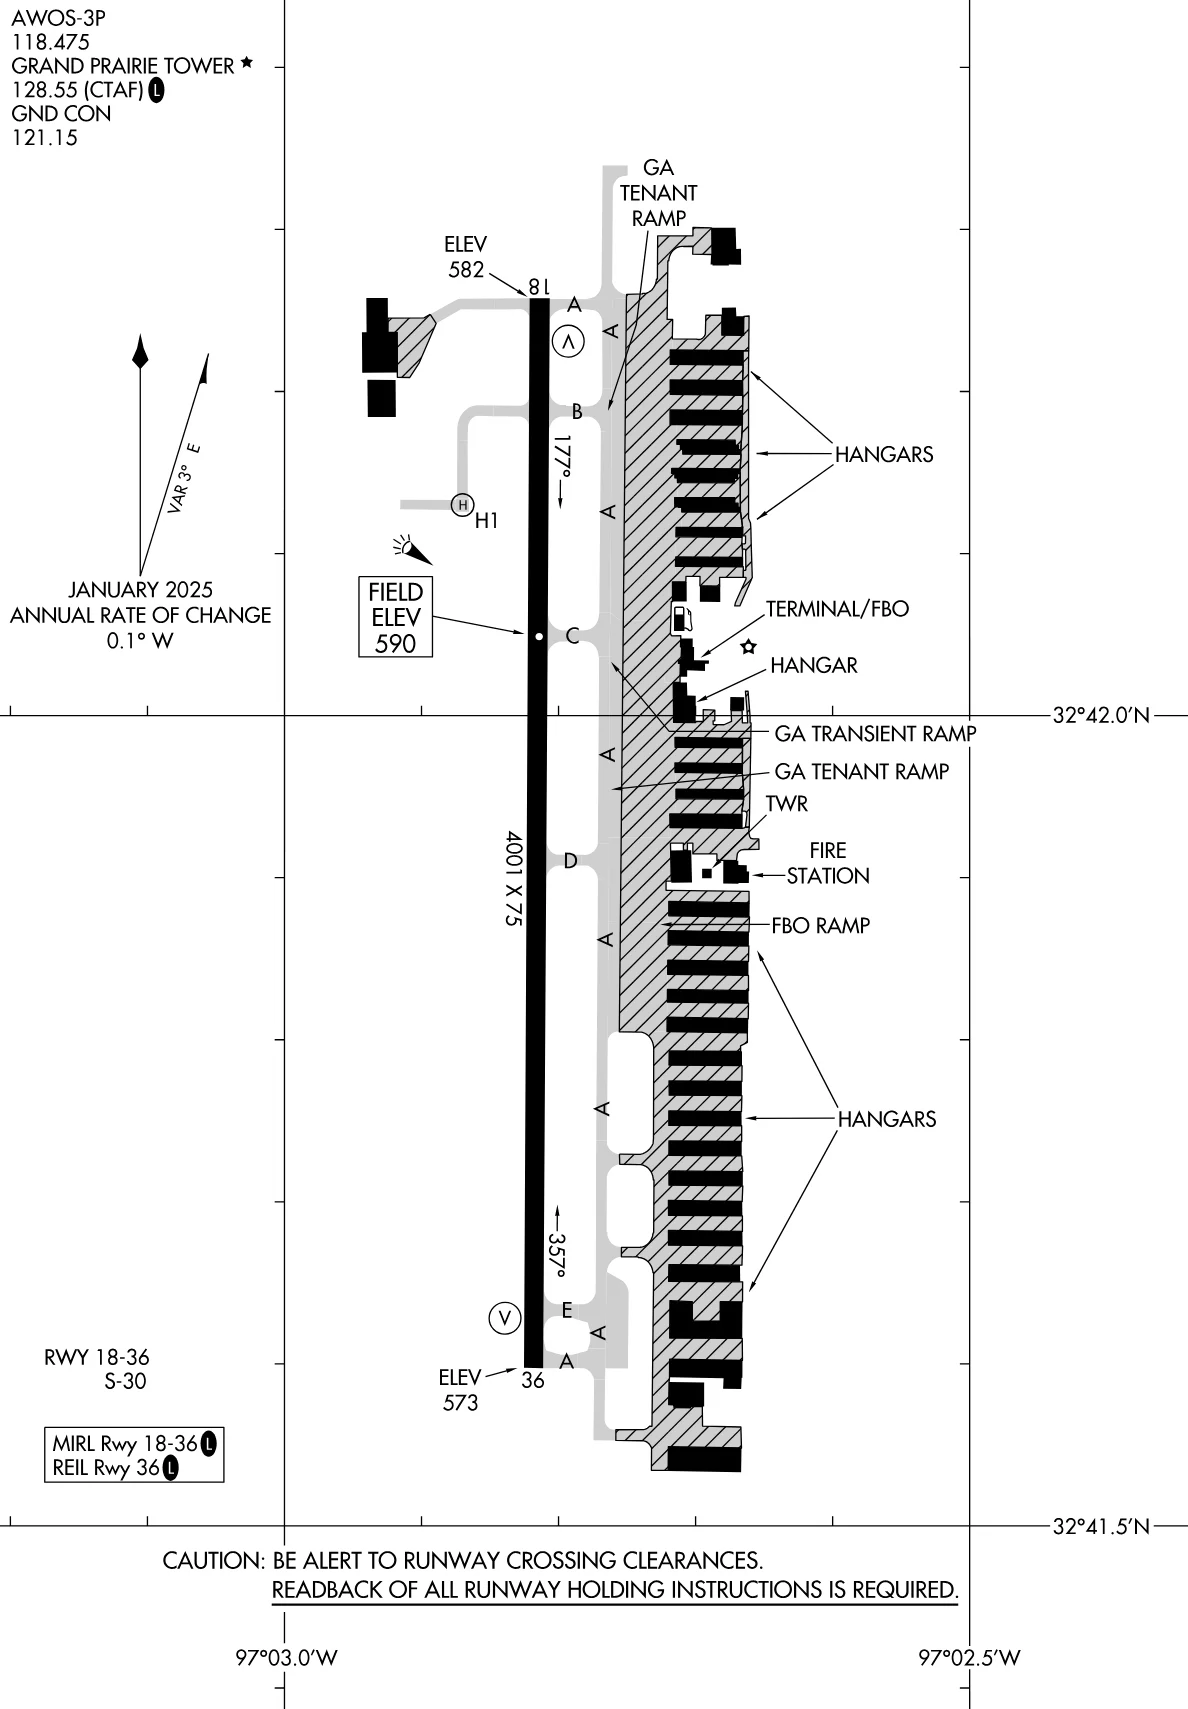 AWOS-3P
118.475
GRAND PRAIRIE TOWER
128.55 (CTAF) L
GND CON
121.15
GA
TENANT
RAMP
ELEV
582
18
A
V
A
B
177°
HANGARS
VAR 3° E
H
H1
A
JANUARY 2025
ANNUAL RATE OF CHANGE
0.1° W
FIELD
ELEV
590
C
TERMINAL/FBO
HANGAR
32°42.0'N
GA TRANSIENT RAMP
A
GA TENANT RAMP
TWR
4001 X 75
D
FIRE
STATION
FBO RAMP
A
A
HANGARS
357°
E
V
A
A
RWY 18-36
S-30
ELEV
573
36
MIRL Rwy 18-36 L
REIL Rwy 36 L
32°41.5'N
CAUTION: BE ALERT TO RUNWAY CROSSING CLEARANCES.
READBACK OF ALL RUNWAY HOLDING INSTRUCTIONS IS REQUIRED.
97°03.0'W
97°02.5'W